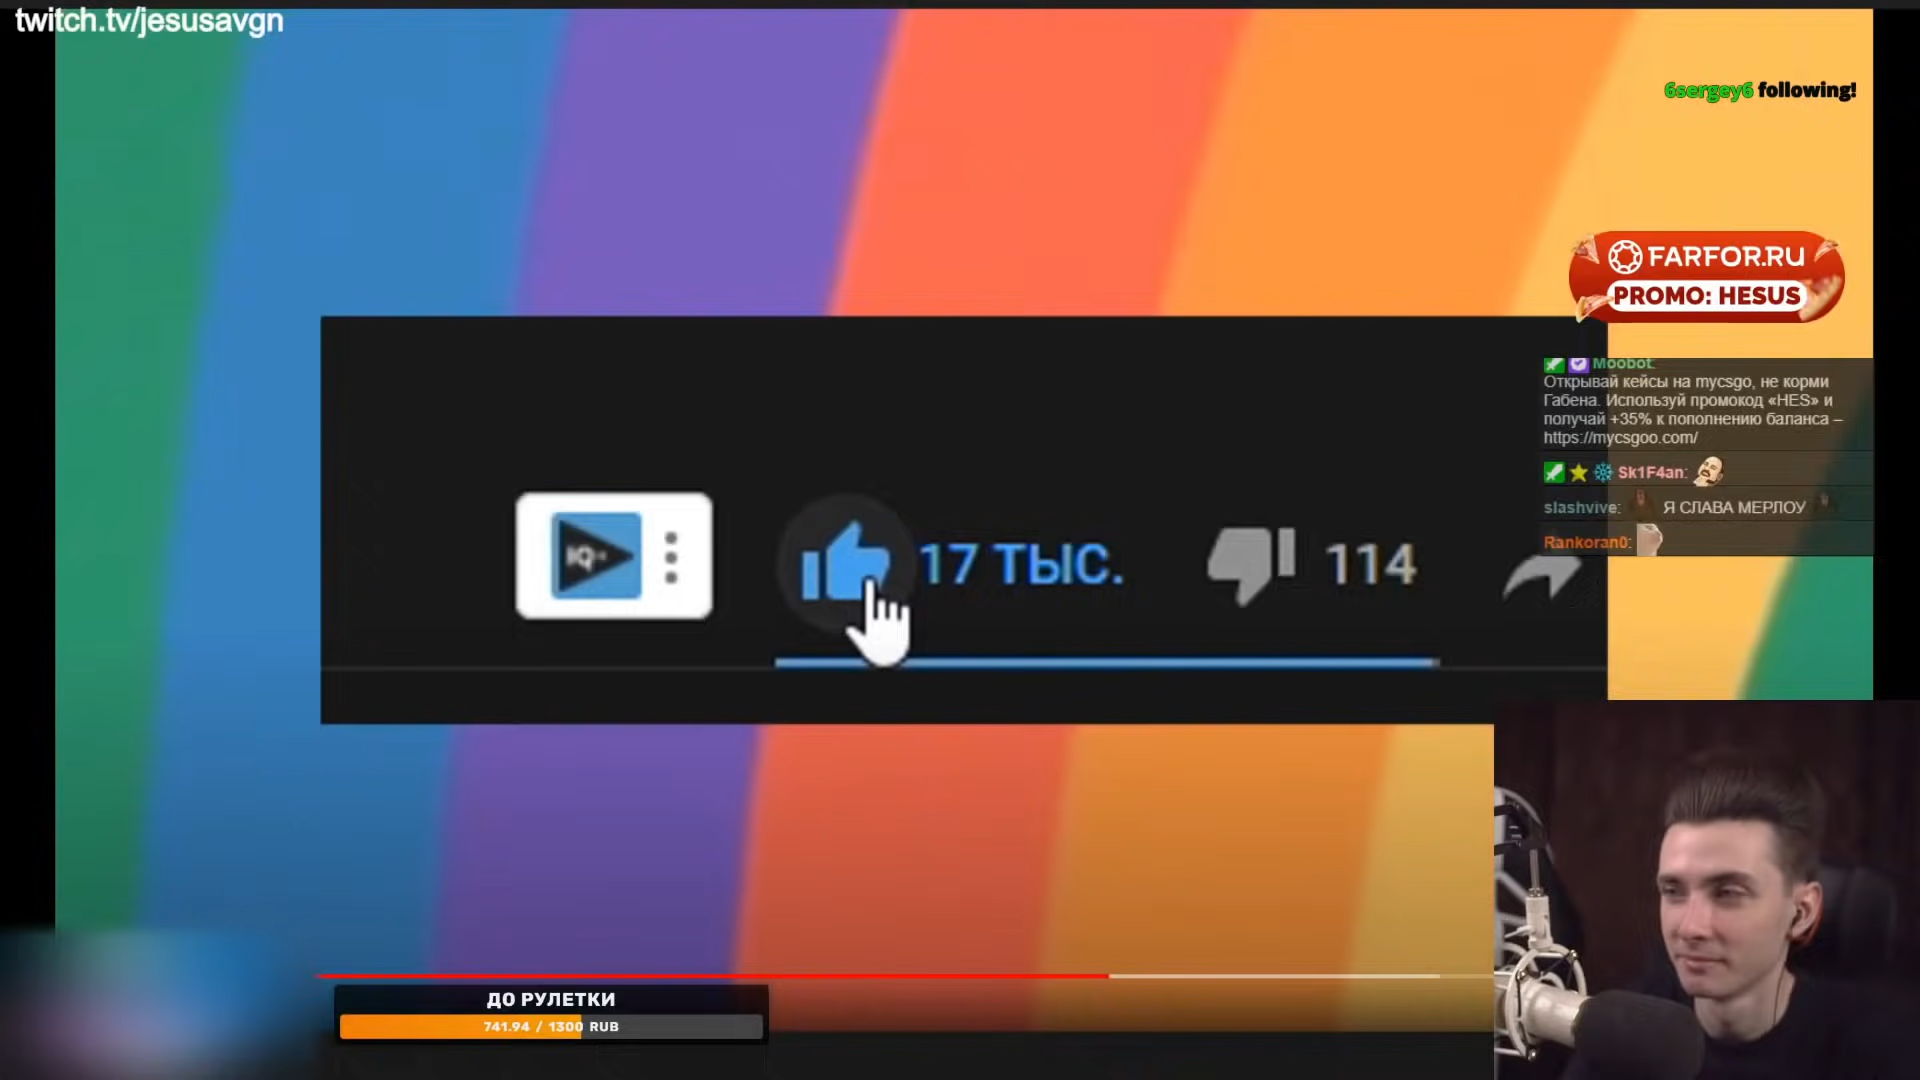 twitch.tv/jesusavgn
6sergey6 following!
FARFOR.RU
PROMO: HESUS
Moobot:
Открывай кейсы на mycsgo, не корми
Габена. Используй промокод «HES» и
получай +35% к пополнению баланса –
https://mycsgoo.com/
Sk1F4an:
slashvive: Я СЛАВА МЕРЛОУ
Rankoran0:
IQ+ 17 ТЫС. 114
ДО РУЛЕТКИ
741.94 / 1300 RUB